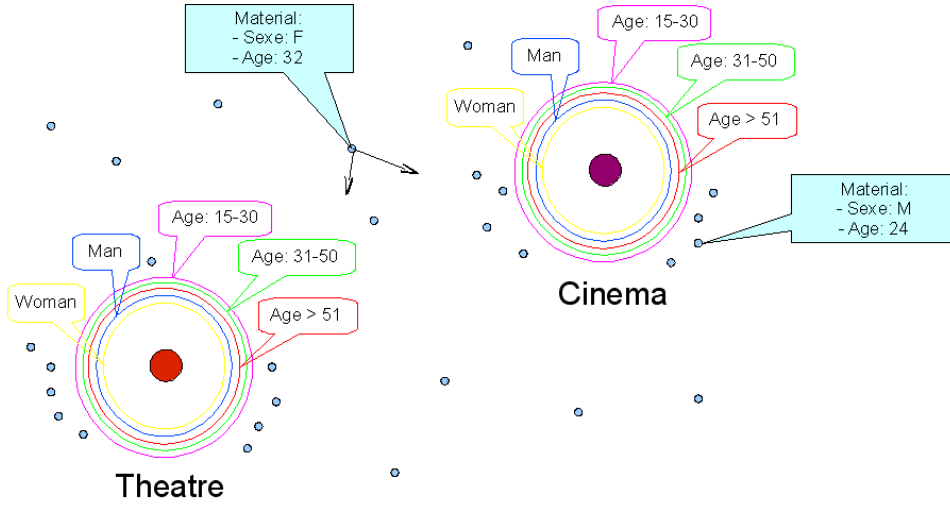 Material:
- Sexe: F
- Age: 32
Age: 15-30
Man
Age: 31-50
Woman
Age > 51
Material:
- Sexe: M
- Age: 24
Cinema
Age: 15-30
Man
Age: 31-50
Woman
Age > 51
Theatre